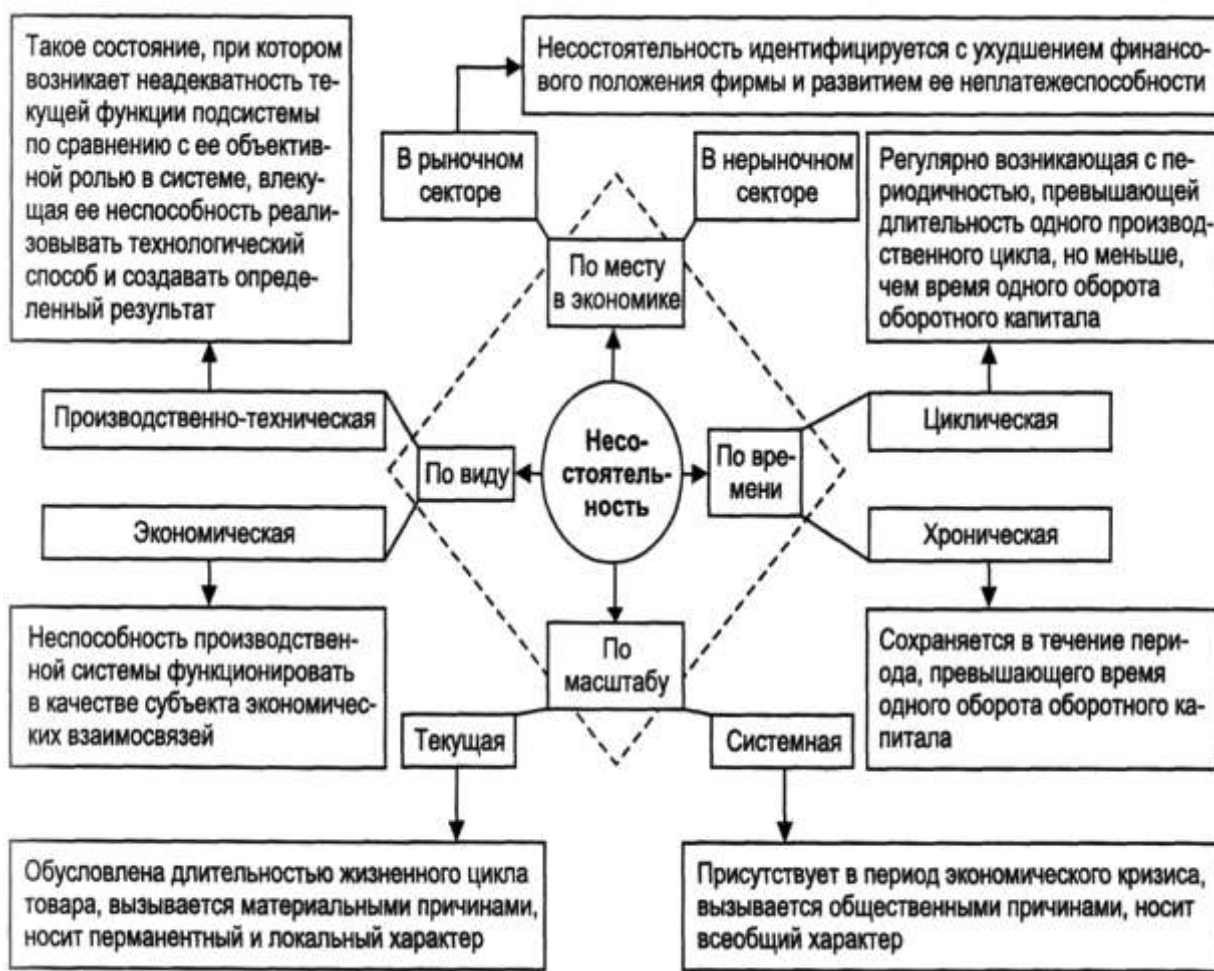 Такое состояние, при котором
возникает неадекватность те-
кущей функции подсистемы
по сравнению с ее объектив-
ной ролью в системе, влеку-
щая ее неспособность реали-
зовывать технологический
способ и создавать опреде-
ленный результат
Несостоятельность идентифицируется с ухудшением финансо-
вого положения фирмы и развитием ее неплатежеспособности
В рыночном
секторе
В нерыночном
секторе
Регулярно возникающая с пе-
риодичностью, превышающей
длительность одного производ-
ственного цикла, но меньше,
чем время одного оборота
оборотного капитала
По месту
в экономике
Производственно-техническая
Циклическая
По виду
Несо-
стоятель-
ность
По вре-
мени
Экономическая
Хроническая
Неспособность производствен-
ной системы функционировать
в качестве субъекта экономичес-
ких взаимосвязей
По
масштабу
Сохраняется в течение пери-
ода, превышающего время
одного оборота оборотного ка-
питала
Текущая
Системная
Обусловлена длительностью жизненного цикла
товара, вызывается материальными причинами,
носит перманентный и локальный характер
Присутствует в период экономического кризиса,
вызывается общественными причинами, носит
всеобщий характер